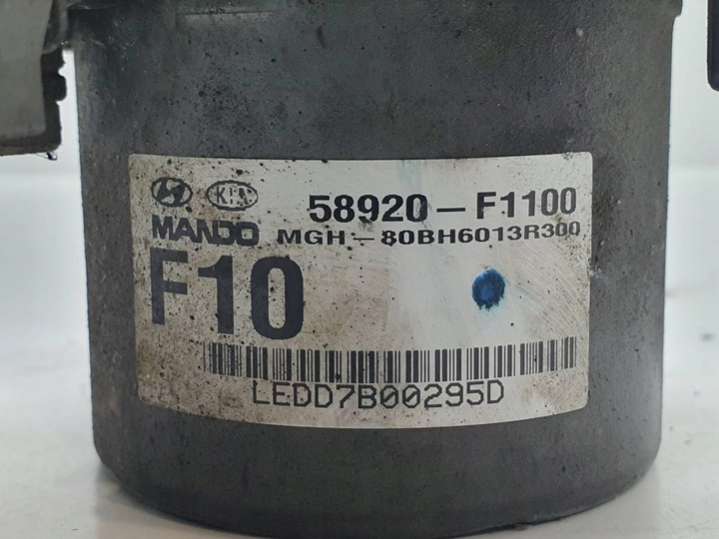 KIA 58920-F1100
MANDO MGH-80BH6013R300
F10
LEDD7B00295D